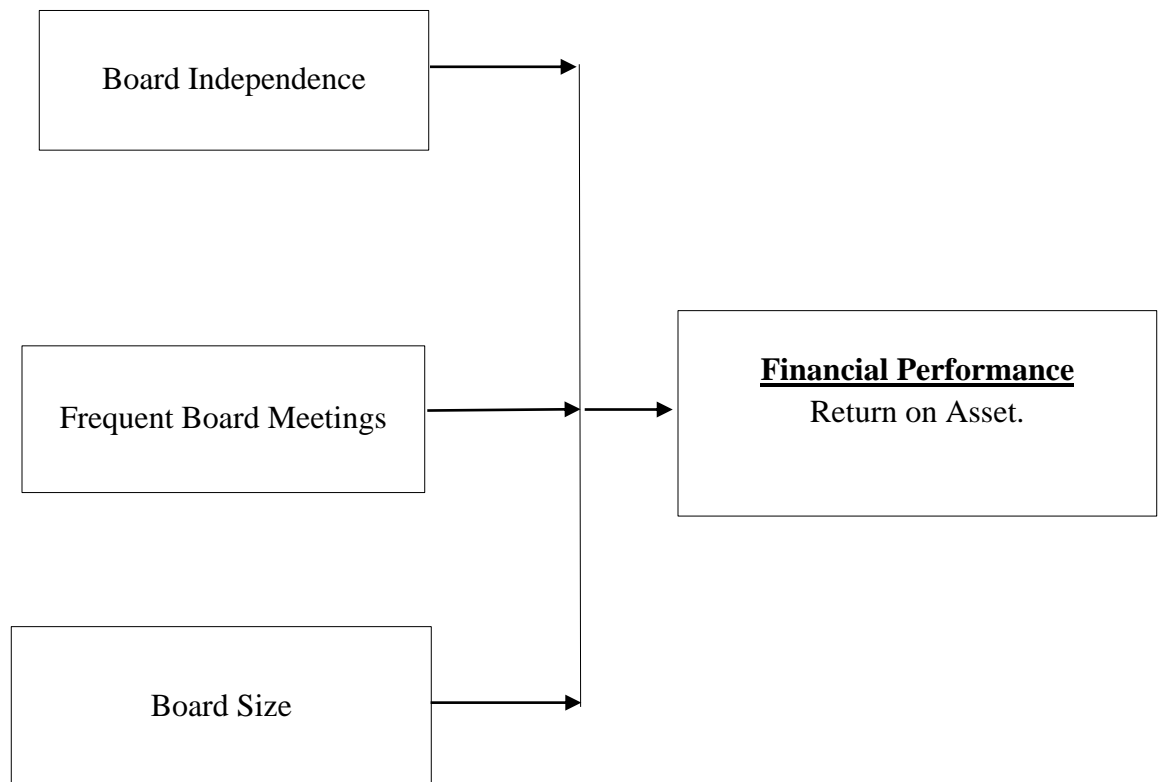 Board Independence
Frequent Board Meetings
Financial Performance
Return on Asset.
Board Size